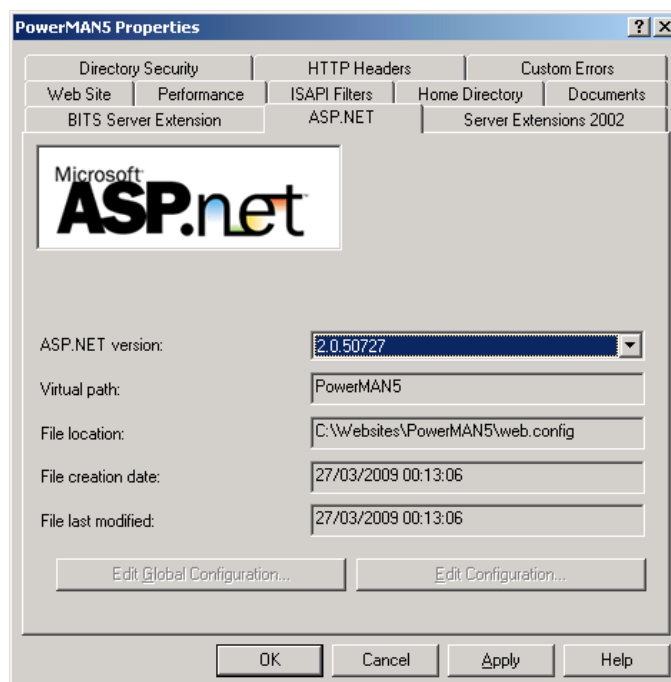 PowerMAN5 Properties
Directory Security HTTP Headers Custom Errors
Web Site Performance ISAPI Filters Home Directory Documents
BITS Server Extension ASP.NET Server Extensions 2002
Microsoft
ASP.net
ASP.NET version: 2.0.50727
Virtual path: PowerMAN5
File location: C:\Websites\PowerMAN5\web.config
File creation date: 27/03/2009 00:13:06
File last modified: 27/03/2009 00:13:06
Edit Global Configuration... Edit Configuration...
OK Cancel Apply Help